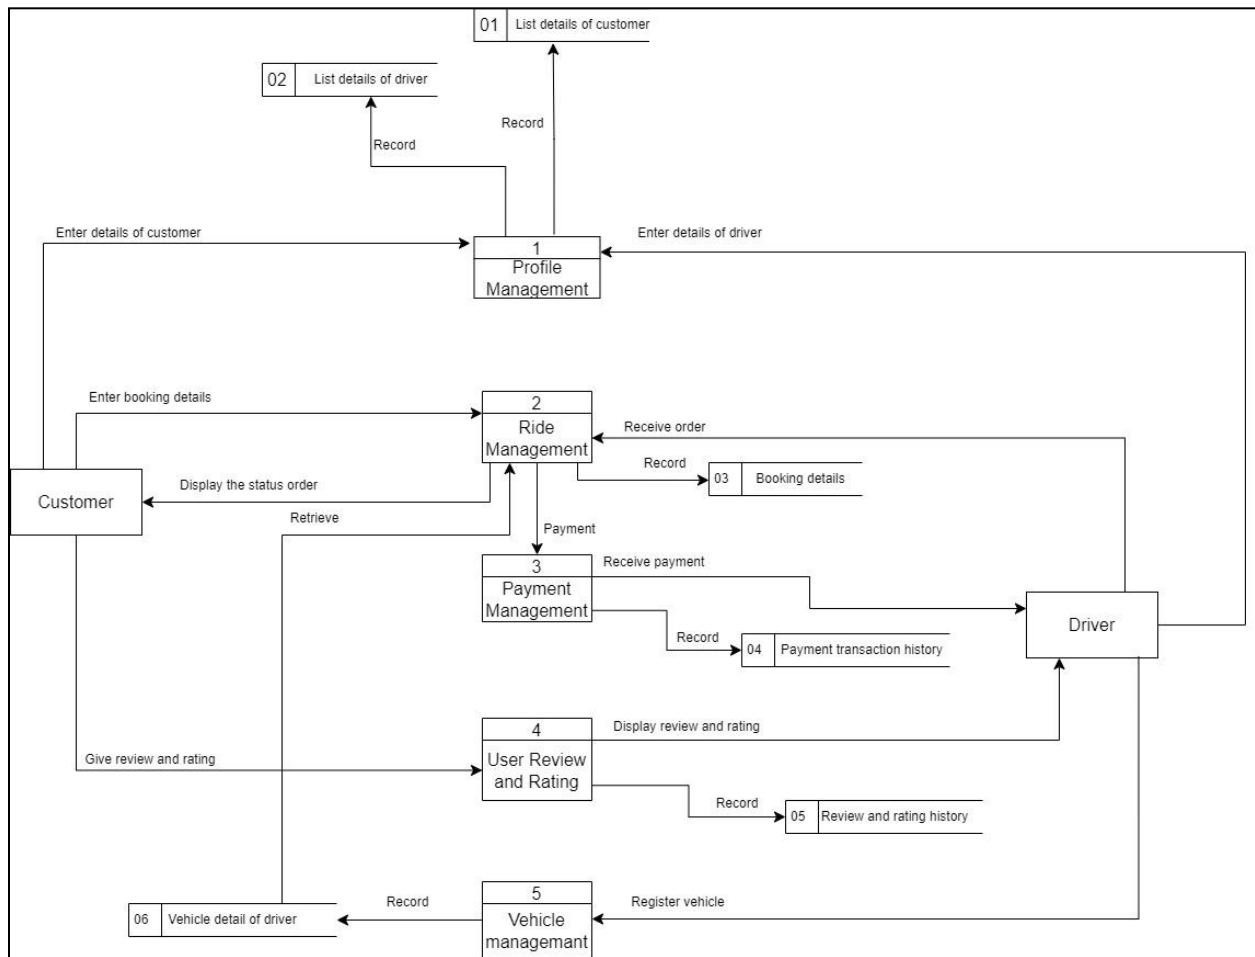 01 List details of customer
02 List details of driver
Record
Record
Enter details of customer
Enter details of driver
1
Profile
Management
Enter booking details
2
Ride
Management
Receive order
Record
03 Booking details
Customer
Display the status order
Retrieve
Payment
3
Payment
Management
Receive payment
Driver
Record
04 Payment transaction history
4
User Review
and Rating
Display review and rating
Give review and rating
Record
05 Review and rating history
5
Vehicle
managemant
Record
Register vehicle
06 Vehicle detail of driver